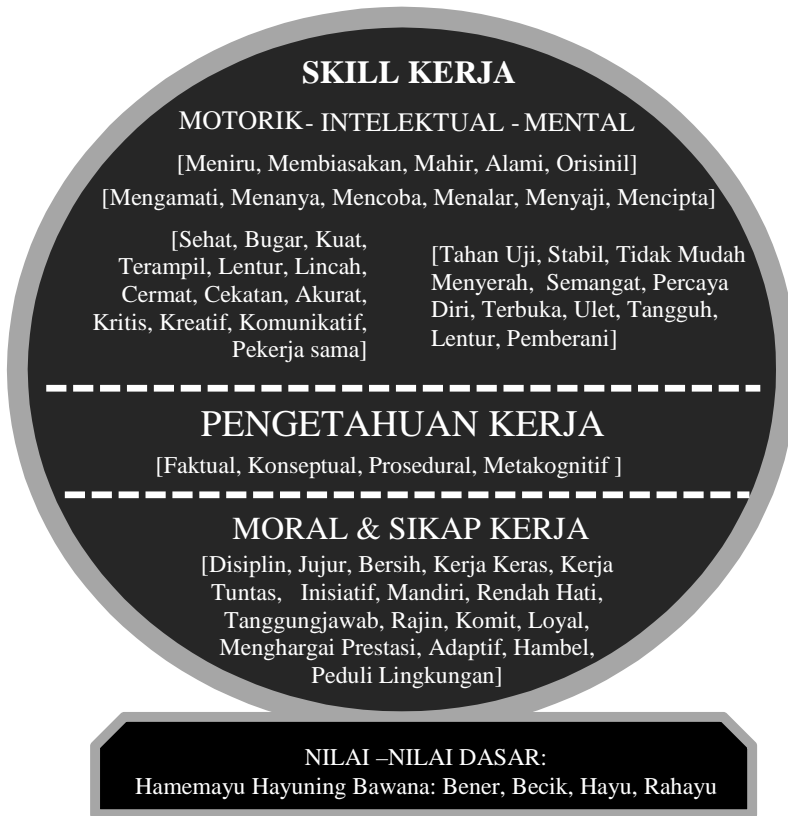 SKILL KERJA
MOTORIK- INTELEKTUAL - MENTAL
[Meniru, Membiasakan, Mahir, Alami, Orisinil]
[Mengamati, Menanya, Mencoba, Menalar, Menyaji, Mencipta]
[Sehat, Bugar, Kuat,
Terampil, Lentur, Lincah,
Cermat, Cekatan, Akurat,
Kritis, Kreatif, Komunikatif,
Pekerja sama]
[Tahan Uji, Stabil, Tidak Mudah
Menyerah, Semangat, Percaya
Diri, Terbuka, Ulet, Tangguh,
Lentur, Pemberani]
PENGETAHUAN KERJA
[Faktual, Konseptual, Prosedural, Metakognitif ]
MORAL & SIKAP KERJA
[Disiplin, Jujur, Bersih, Kerja Keras, Kerja
Tuntas, Inisiatif, Mandiri, Rendah Hati,
Tanggungjawab, Rajin, Komit, Loyal,
Menghargai Prestasi, Adaptif, Hambel,
Peduli Lingkungan]
NILAI –NILAI DASAR:
Hamemayu Hayuning Bawana: Bener, Becik, Hayu, Rahayu